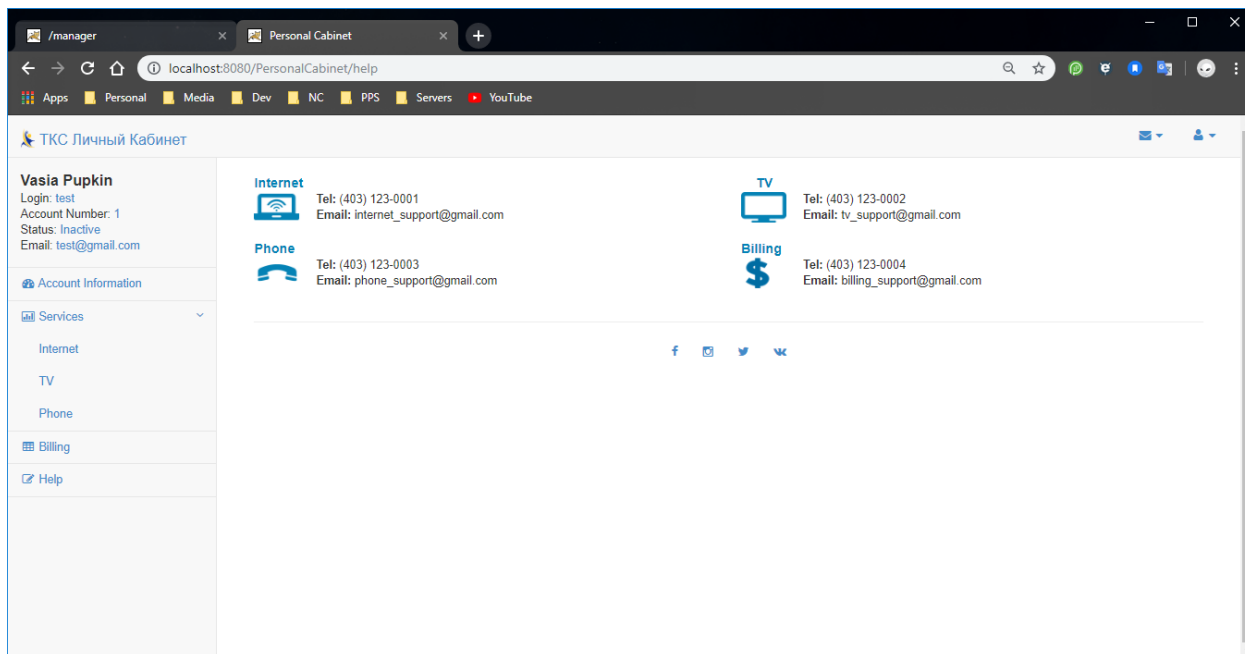 /manager
Personal Cabinet
localhost:8080/PersonalCabinet/help
Apps Personal Media Dev NC PPS Servers YouTube
ТКС Личный Кабинет
Vasia Pupkin
Login: test
Account Number: 1
Status: Inactive
Email: test@gmail.com
Account Information
Services
Internet
TV
Phone
Billing
Help
Internet
Tel: (403) 123-0001
Email: internet_support@gmail.com
TV
Tel: (403) 123-0002
Email: tv_support@gmail.com
Phone
Tel: (403) 123-0003
Email: phone_support@gmail.com
Billing
Tel: (403) 123-0004
Email: billing_support@gmail.com